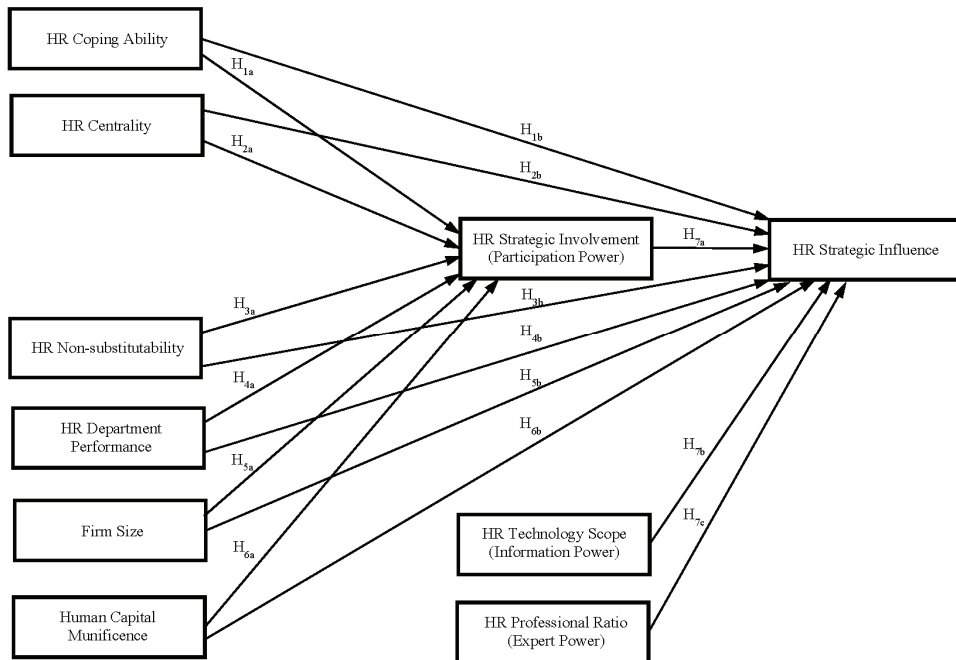 HR Coping Ability
H1a
HR Centrality
H1b
H2a
H2b
HR Strategic Involvement
(Participation Power)
H7a
HR Strategic Influence
H3a
H3b
HR Non-substitutability
H4b
H4a
H5b
HR Department
Performance
H6b
H5a
H7b
Firm Size
H7c
HR Technology Scope
(Information Power)
H6a
Human Capital
Munificence
HR Professional Ratio
(Expert Power)